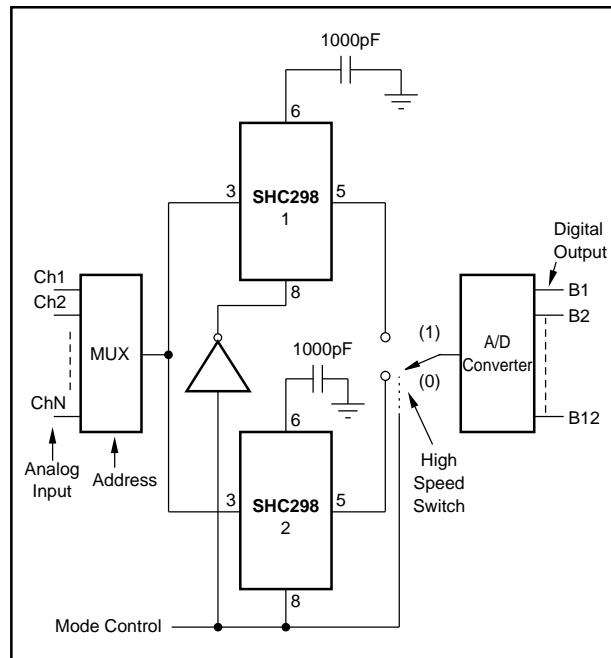 1000pF
6
3
SHC298
1
5
8
Ch1
Ch2
ChN
MUX
Analog
Input
Address
1000pF
6
3
SHC298
2
5
8
(1)
(0)
High
Speed
Switch
A/D
Converter
Digital
Output
B1
B2
B12
Mode Control